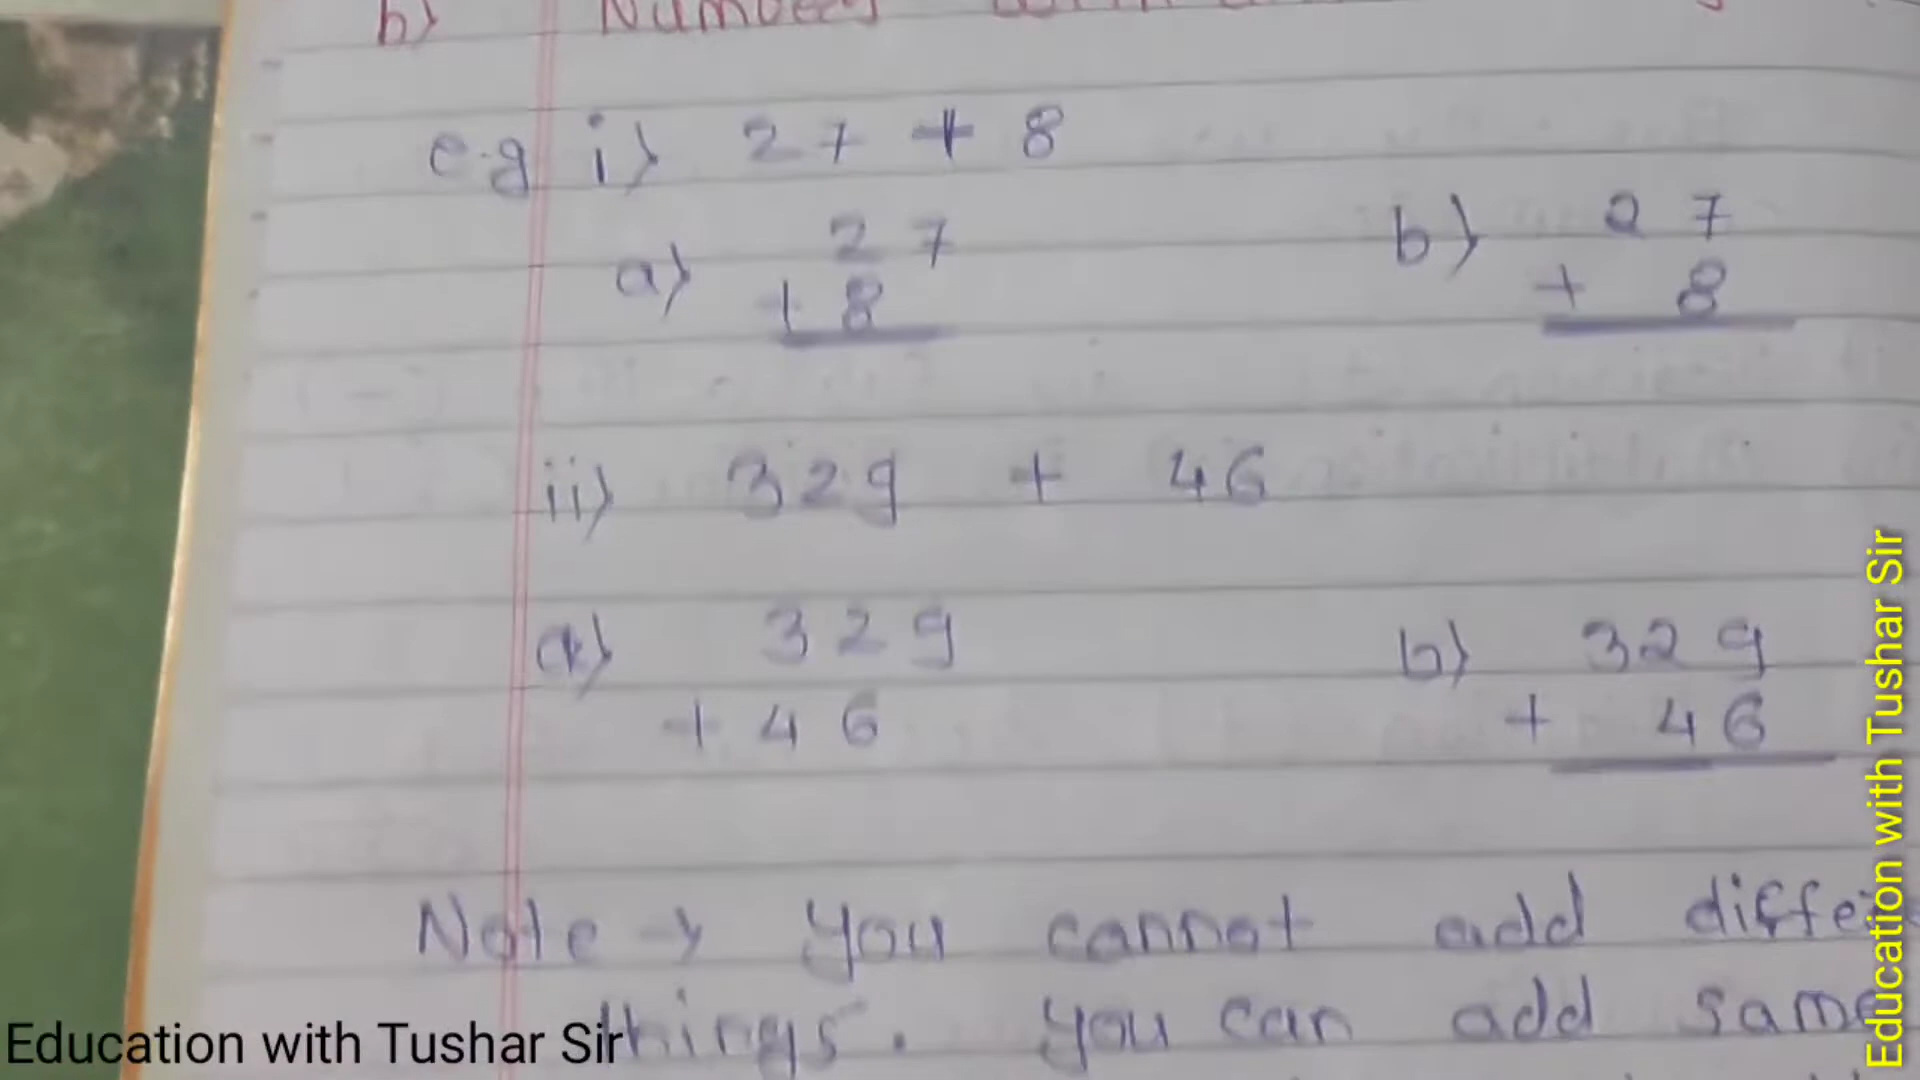 b) Numbers
e.g i) 27 + 8
a) 27
+ 8
b) 27
+ 8
ii) 329 + 46
a) 329
+ 46
b) 329
+ 46
Note → You cannot add
things. You can add same
Education with Tushar Sir
Education with Tushar Sir